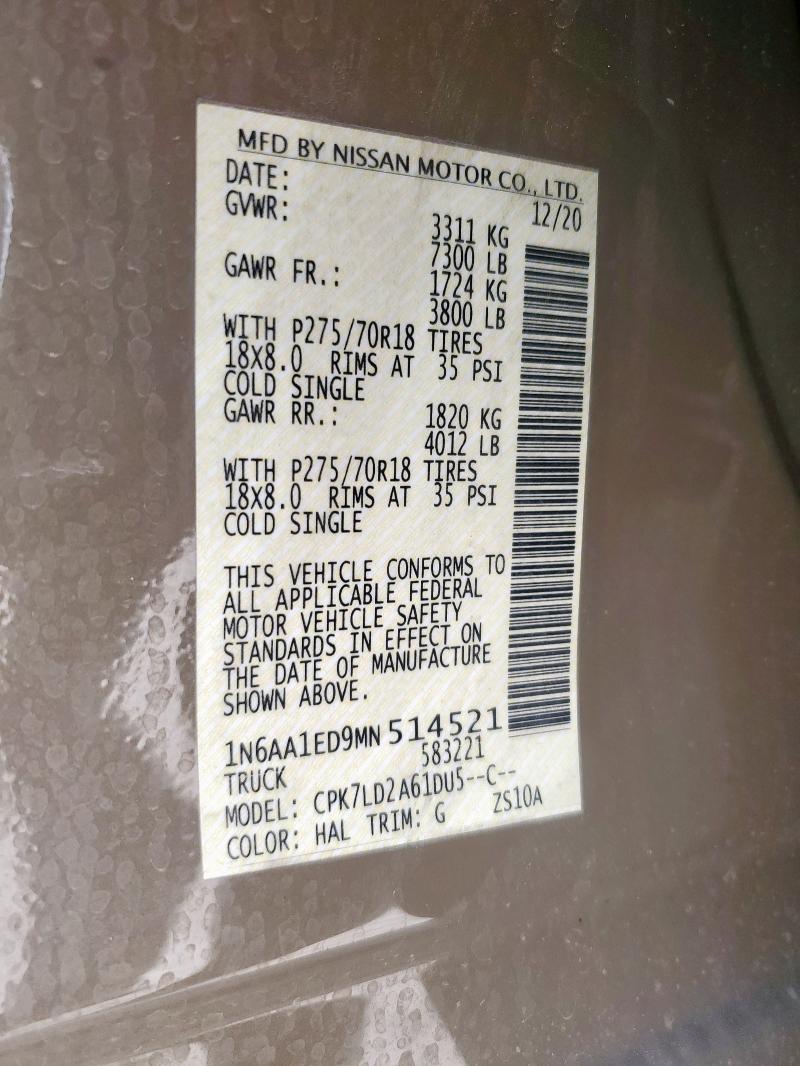 MFD BY NISSAN MOTOR CO., LTD.
DATE: 12/20
GVWR: 3311 KG
7300 LB
GAWR FR.: 1724 KG
3800 LB
WITH P275/70R18 TIRES
18X8.0 RIMS AT 35 PSI
COLD SINGLE
GAWR RR.: 1820 KG
4012 LB
WITH P275/70R18 TIRES
18X8.0 RIMS AT 35 PSI
COLD SINGLE
THIS VEHICLE CONFORMS TO
ALL APPLICABLE FEDERAL
MOTOR VEHICLE SAFETY
STANDARDS IN EFFECT ON
THE DATE OF MANUFACTURE
SHOWN ABOVE.
1N6AA1ED9MN514521
583221
TRUCK
MODEL: CPK7LD2A61DU5--C--
COLOR: HAL TRIM: G ZS10A